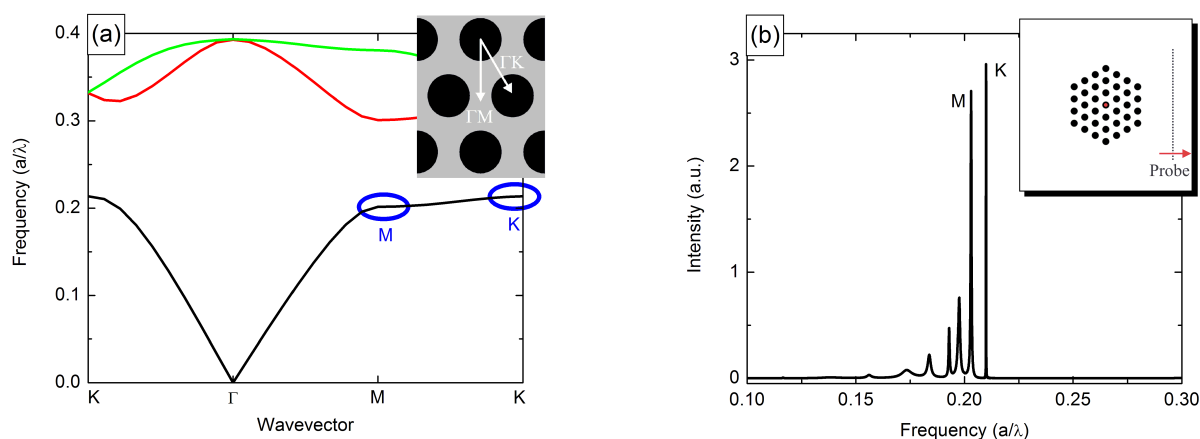 (a)
0.4
0.3
0.2
0.1
0.0
Frequency (a/λ)
K
Γ
M
K
Wavevector
M
K
ΓK
ΓM
(b)
3
2
1
0
Intensity (a.u.)
0.10
0.15
0.20
0.25
0.30
Frequency (a/λ)
M
K
Probe